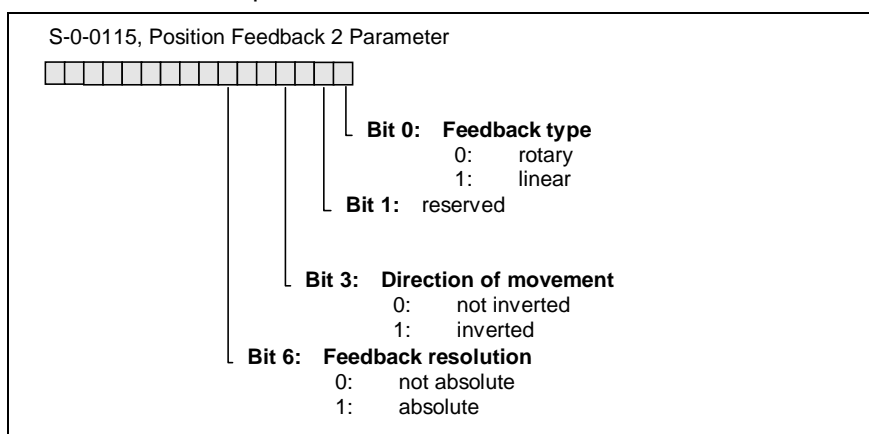 S-0-0115, Position Feedback 2 Parameter
Bit 0: Feedback type
0: rotary
1: linear
Bit 1: reserved
Bit 3: Direction of movement
0: not inverted
1: inverted
Bit 6: Feedback resolution
0: not absolute
1: absolute